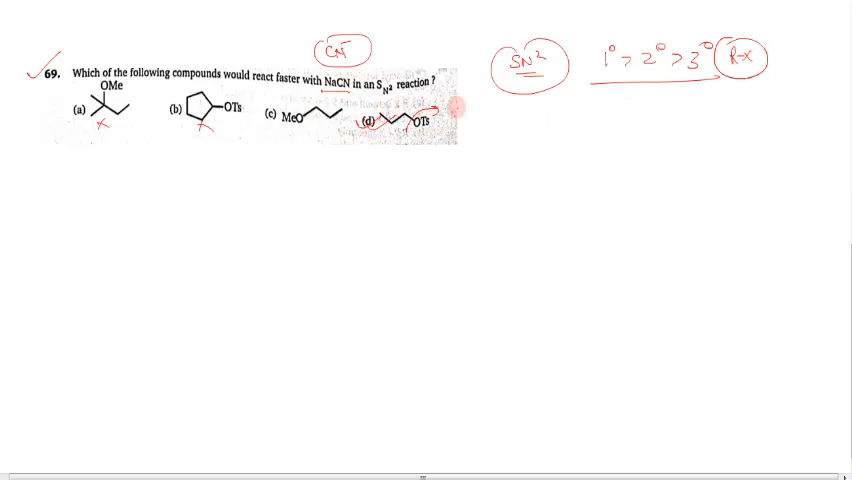 CN⁻
SN² 1° > 2° > 3° R-X
69. Which of the following compounds would react faster with NaCN in an SN² reaction ?
OMe
(a) (b) OTs (c) MeO (d) OTs